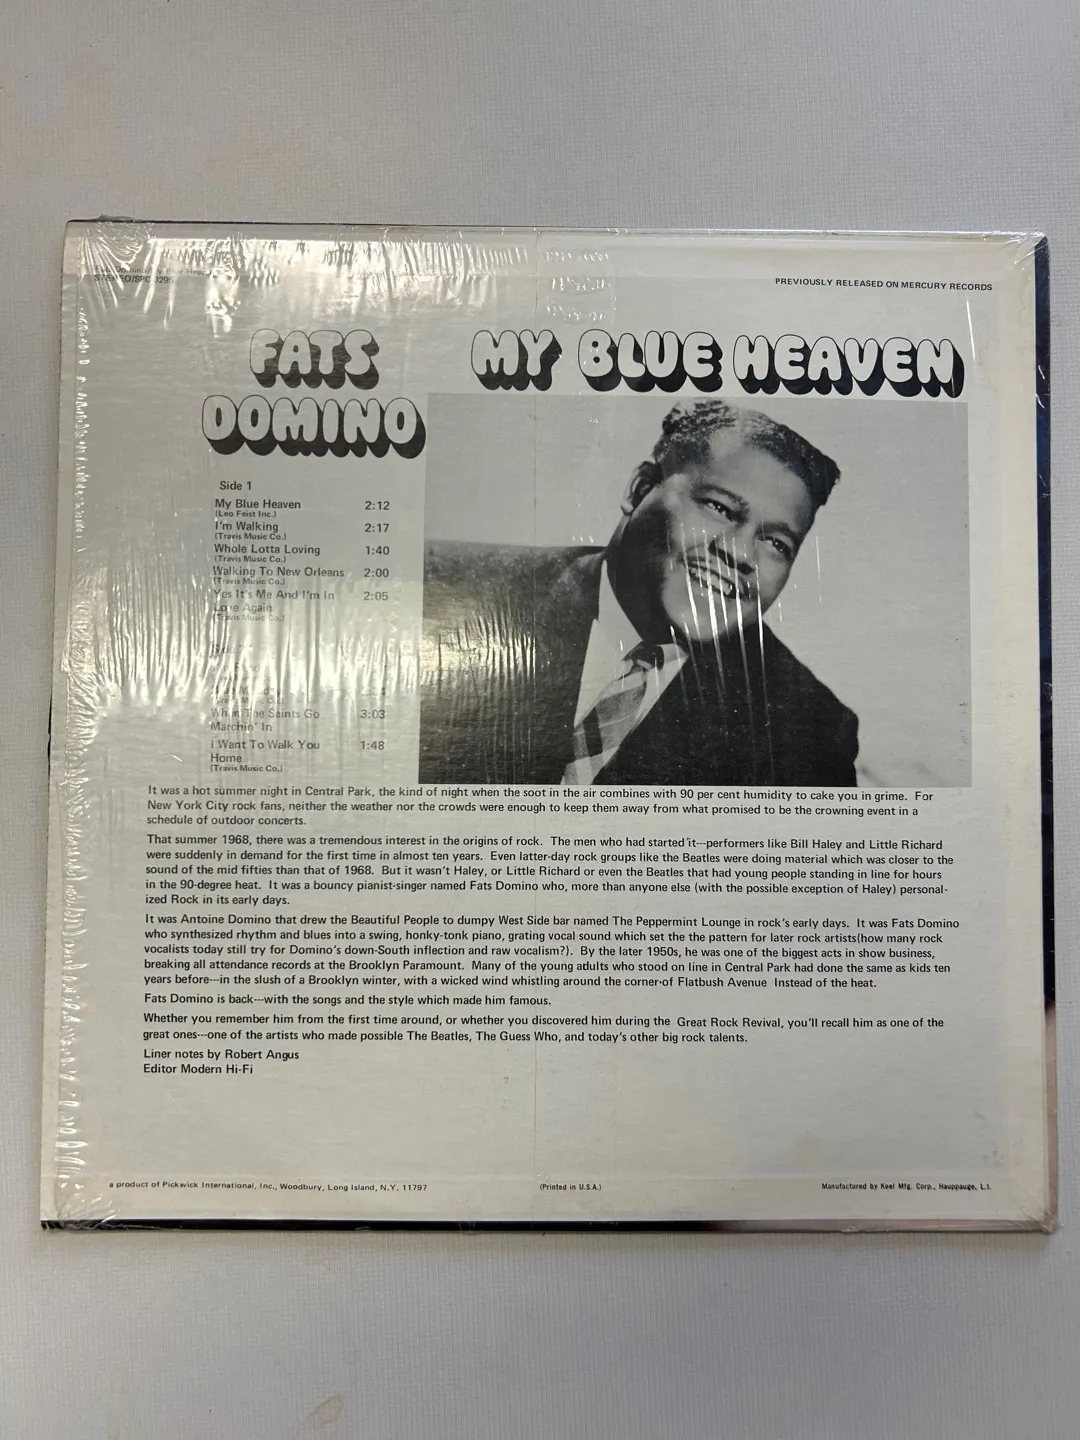 STEREO/SPC 3295
PREVIOUSLY RELEASED ON MERCURY RECORDS
FATS
DOMINO
MY BLUE HEAVEN
Side 1
My Blue Heaven 2:12
(Leo Feist Inc.)
I'm Walking 2:17
(Travis Music Co.)
Whole Lotta Loving 1:40
(Travis Music Co.)
Walking To New Orleans 2:00
(Travis Music Co.)
Yes It's Me And I'm In 2:05
Love Again
(Travis Music Co.)
When The Saints Go 3:03
Marchin' In
I Want To Walk You 1:48
Home
(Travis Music Co.)
It was a hot summer night in Central Park, the kind of night when the soot in the air combines with 90 per cent humidity to cake you in grime. For
New York City rock fans, neither the weather nor the crowds were enough to keep them away from what promised to be the crowning event in a
schedule of outdoor concerts.
That summer 1968, there was a tremendous interest in the origins of rock. The men who had started it---performers like Bill Haley and Little Richard
were suddenly in demand for the first time in almost ten years. Even latter-day rock groups like the Beatles were doing material which was closer to the
sound of the mid fifties than that of 1968. But it wasn't Haley, or Little Richard or even the Beatles that had young people standing in line for hours
in the 90-degree heat. It was a bouncy pianist-singer named Fats Domino who, more than anyone else (with the possible exception of Haley) personal-
ized Rock in its early days.
It was Antoine Domino that drew the Beautiful People to dumpy West Side bar named The Peppermint Lounge in rock's early days. It was Fats Domino
who synthesized rhythm and blues into a swing, honky-tonk piano, grating vocal sound which set the the pattern for later rock artists(how many rock
vocalists today still try for Domino's down-South inflection and raw vocalism?). By the later 1950s, he was one of the biggest acts in show business,
breaking all attendance records at the Brooklyn Paramount. Many of the young adults who stood on line in Central Park had done the same as kids ten
years before---in the slush of a Brooklyn winter, with a wicked wind whistling around the corner of Flatbush Avenue Instead of the heat.
Fats Domino is back---with the songs and the style which made him famous.
Whether you remember him from the first time around, or whether you discovered him during the Great Rock Revival, you'll recall him as one of the
great ones---one of the artists who made possible The Beatles, The Guess Who, and today's other big rock talents.
Liner notes by Robert Angus
Editor Modern Hi-Fi
a product of Pickwick International, Inc., Woodbury, Long Island, N.Y. 11797
(Printed in U.S.A.)
Manufactured by Keel Mfg. Corp., Hauppauge, L.I.